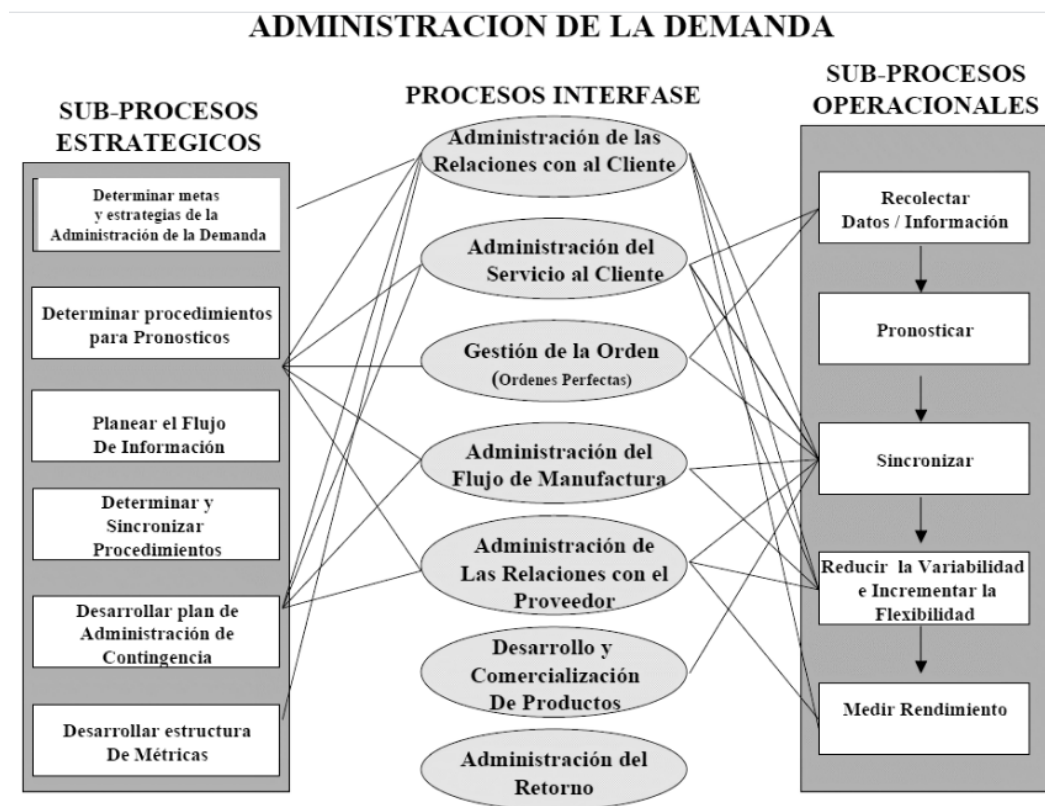 ADMINISTRACION DE LA DEMANDA
SUB-PROCESOS
ESTRATEGICOS
Determinar metas
y estrategias de la
Administración de la Demanda
Determinar procedimientos
para Pronosticos
Planear el Flujo
De Información
Determinar y
Sincronizar
Procedimientos
Desarrollar plan de
Administración de
Contingencia
Desarrollar estructura
De Métricas
PROCESOS INTERFASE
Administración de las
Relaciones con al Cliente
Administración del
Servicio al Cliente
Gestión de la Orden
(Ordenes Perfectas)
Administración del
Flujo de Manufactura
Administración de
Las Relaciones con el
Proveedor
Desarrollo y
Comercialización
De Productos
Administración del
Retorno
SUB-PROCESOS
OPERACIONALES
Recolectar
Datos / Información
Pronosticar
Sincronizar
Reducir la Variabilidad
e Incrementar la
Flexibilidad
Medir Rendimiento